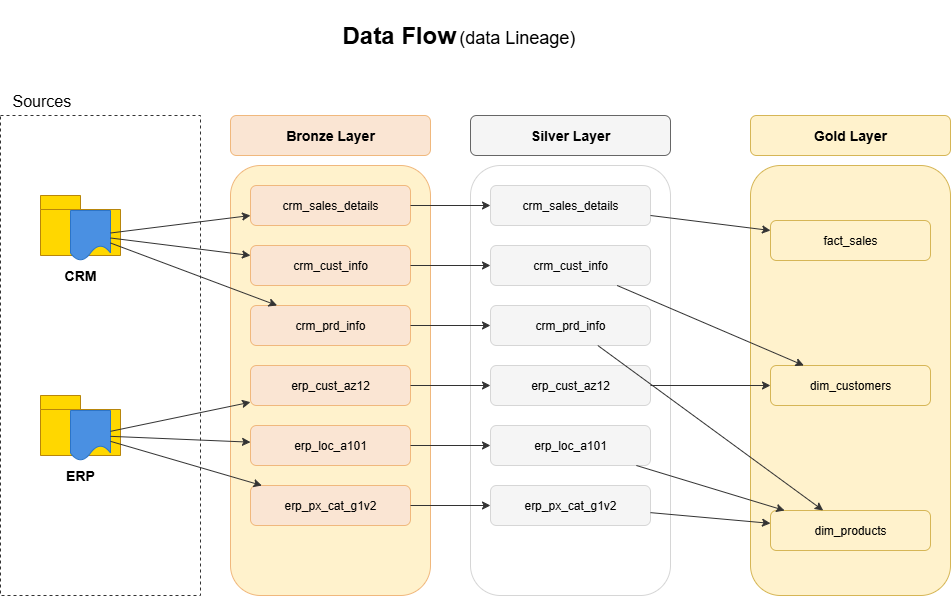 Data Flow (data Lineage)
Sources
Bronze Layer
Silver Layer
Gold Layer
CRM
ERP
crm_sales_details
crm_cust_info
crm_prd_info
erp_cust_az12
erp_loc_a101
erp_px_cat_g1v2
crm_sales_details
crm_cust_info
crm_prd_info
erp_cust_az12
erp_loc_a101
erp_px_cat_g1v2
fact_sales
dim_customers
dim_products